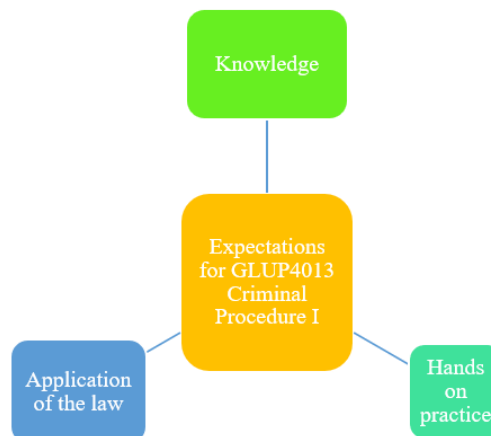 Knowledge
Expectations
for GLUP4013
Criminal
Procedure I
Application
of the law
Hands
on
practice